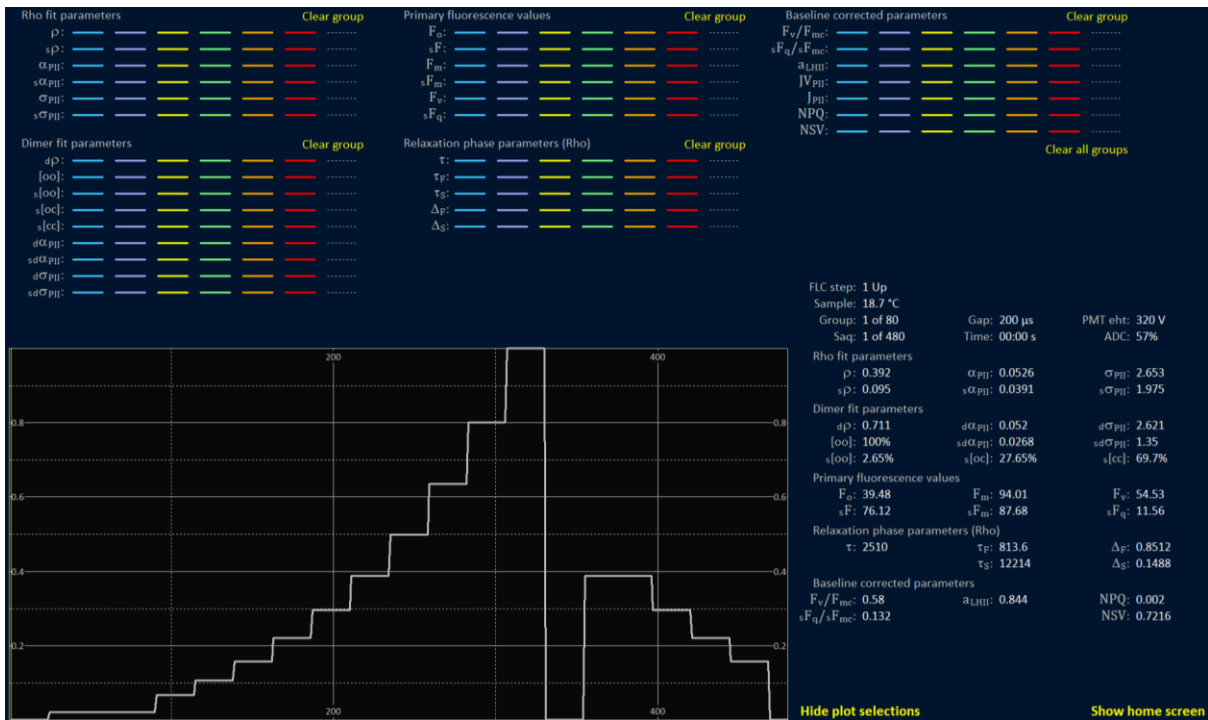 Rho fit parameters Clear group
ρ:
sρ:
αPII:
sαPII:
σPII:
sσPII:
Primary fluorescence values Clear group
Fo:
sF:
Fm:
sFm:
Fv:
sFq:
Baseline corrected parameters Clear group
Fv/Fmc:
sFq/sFmc:
aLHII:
JVPII:
JPII:
NPQ:
NSV:
Clear all groups
Dimer fit parameters Clear group
dρ:
[oo]:
s[oo]:
s[oc]:
s[cc]:
dαPII:
sdαPII:
dσPII:
sdσPII:
Relaxation phase parameters (Rho) Clear group
τ:
τF:
τS:
ΔF:
ΔS:
FLC step: 1 Up
Sample: 18.7 °C
Group: 1 of 80 Gap: 200 µs PMT eht: 320 V
Saq: 1 of 480 Time: 00:00 s ADC: 57%
Rho fit parameters
ρ: 0.392 αPII: 0.0526 σPII: 2.653
sρ: 0.095 sαPII: 0.0391 sσPII: 1.975
Dimer fit parameters
dρ: 0.711 dαPII: 0.052 dσPII: 2.621
[oo]: 100% sdαPII: 0.0268 sdσPII: 1.35
s[oo]: 2.65% s[oc]: 27.65% s[cc]: 69.7%
Primary fluorescence values
Fo: 39.48 Fm: 94.01 Fv: 54.53
sF: 76.12 sFm: 87.68 sFq: 11.56
Relaxation phase parameters (Rho)
τ: 2510 τF: 813.6 ΔF: 0.8512
τS: 12214 ΔS: 0.1488
Baseline corrected parameters
Fv/Fmc: 0.58 aLHII: 0.844 NPQ: 0.002
sFq/sFmc: 0.132 NSV: 0.7216
200 400
0.8 0.8
0.6 0.6
0.4 0.4
0.2 0.2
200 400
Hide plot selections Show home screen